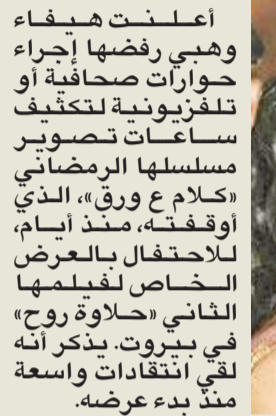 أعلنت هيفاء
وهبي رفضها إجراء
حوارات صحافية أو
تلفزيونية لتكثيف
ساعات تصوير
مسلسلها الرمضاني
«كلام ع ورق»، الذي
أوقفته، منذ أيام،
للاحتفال بالعرض
الخاص لفيلمها
الثاني «حلاوة روح»
في بيروت. يذكر أنه
لقي انتقادات واسعة
منذ بدء عرضه.